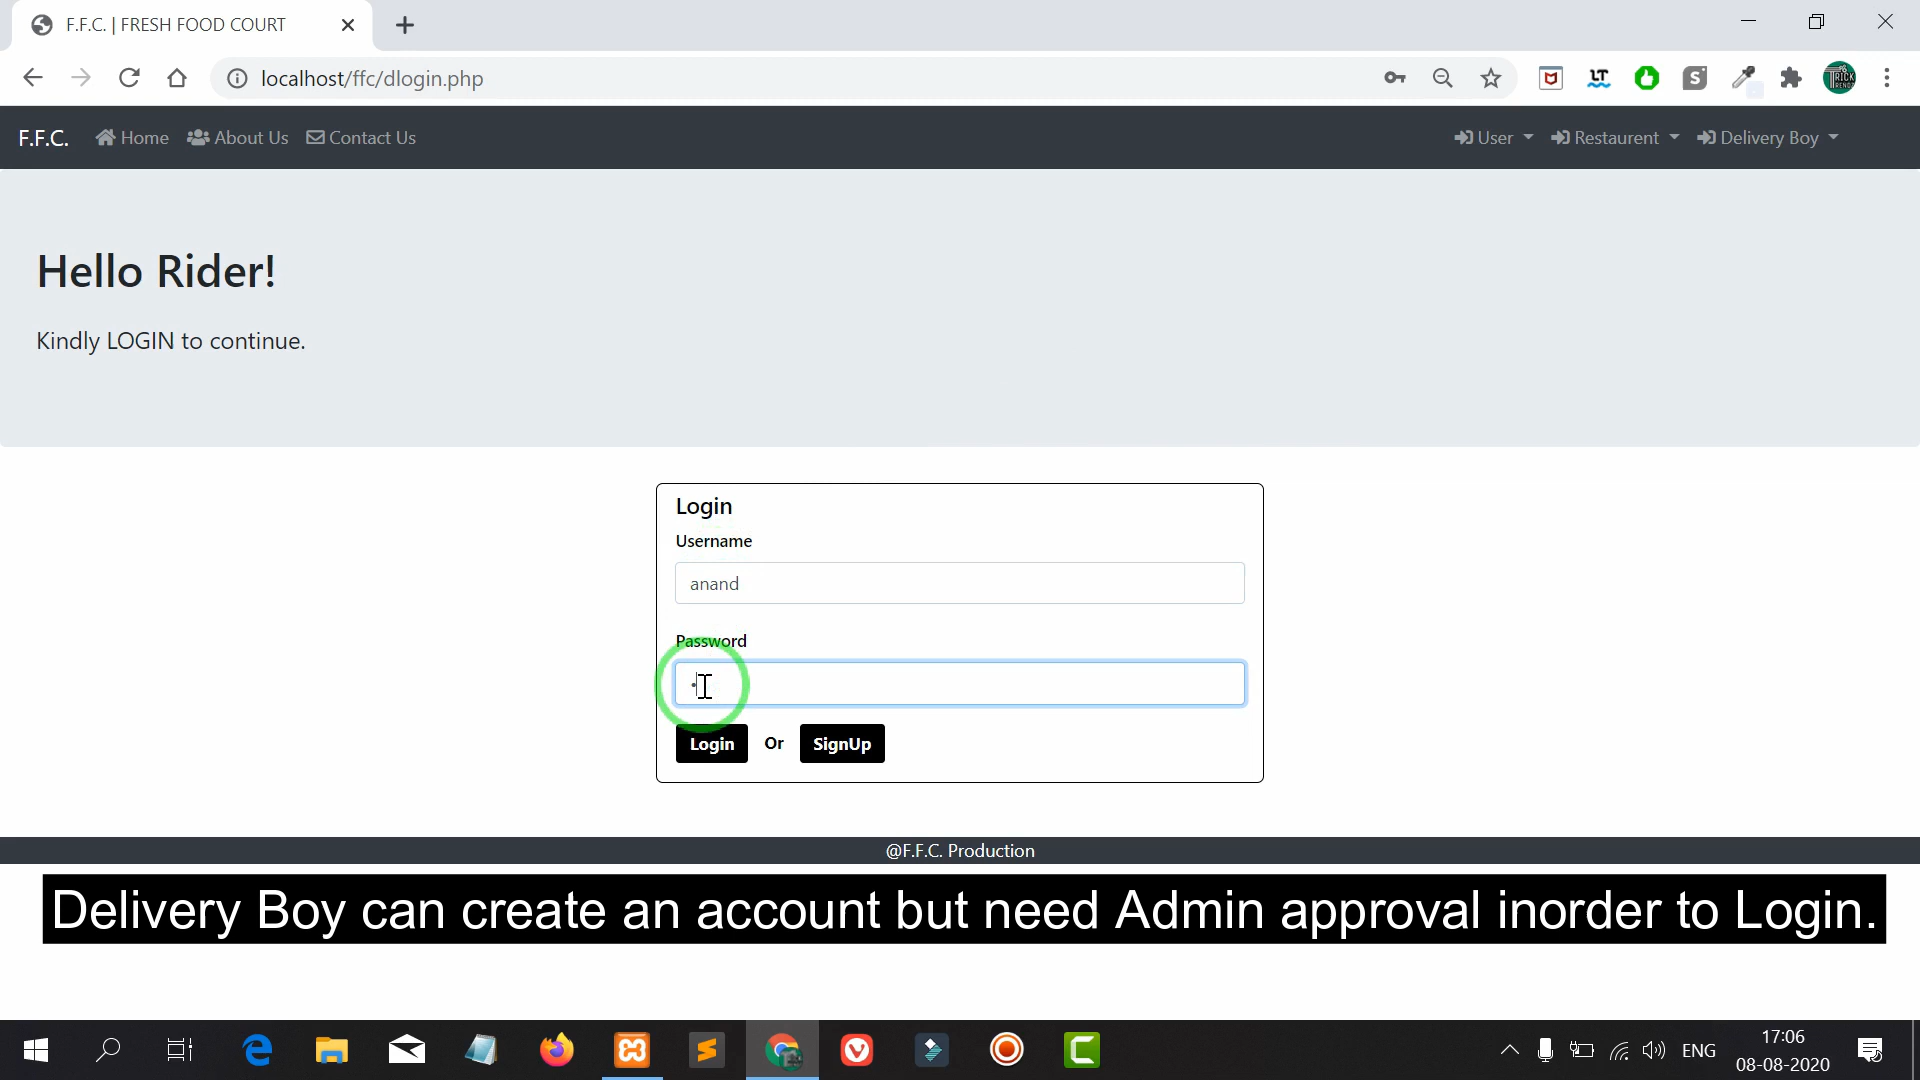 F.F.C. | FRESH FOOD COURT
localhost/ffc/dlogin.php
F.F.C. Home About Us Contact Us User Restaurent Delivery Boy
Hello Rider!
Kindly LOGIN to continue.
Login
Username
anand
Password
Login Or SignUp
@F.F.C. Production
Delivery Boy can create an account but need Admin approval inorder to Login.
ENG
17:06
08-08-2020